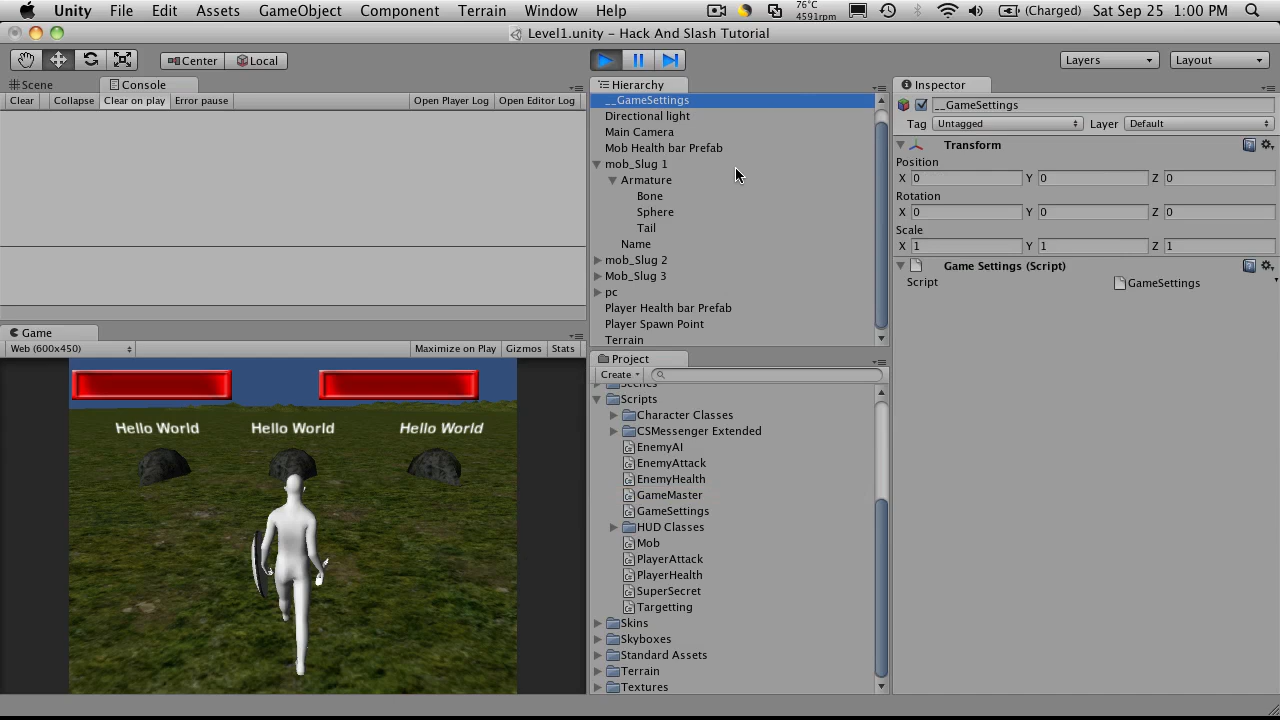 Unity File Edit Assets GameObject Component Terrain Window Help 76°C 4591rpm (Charged) Sat Sep 25 1:00 PM
Level1.unity - Hack And Slash Tutorial
Center Local Layers Layout
Scene Console
Clear Collapse Clear on play Error pause Open Player Log Open Editor Log
Game
Web (600x450) Maximize on Play Gizmos Stats
Hello World Hello World Hello World
Hierarchy
__GameSettings
Directional light
Main Camera
Mob Health bar Prefab
mob_Slug 1
Armature
Bone
Sphere
Tail
Name
mob_Slug 2
Mob_Slug 3
pc
Player Health bar Prefab
Player Spawn Point
Terrain
Project
Create
Scenes
Scripts
Character Classes
CSMessenger Extended
EnemyAI
EnemyAttack
EnemyHealth
GameMaster
GameSettings
HUD Classes
Mob
PlayerAttack
PlayerHealth
SuperSecret
Targetting
Skins
Skyboxes
Standard Assets
Terrain
Textures
Inspector
__GameSettings
Tag Untagged Layer Default
Transform
Position
X 0 Y 0 Z 0
Rotation
X 0 Y 0 Z 0
Scale
X 1 Y 1 Z 1
Game Settings (Script)
Script GameSettings